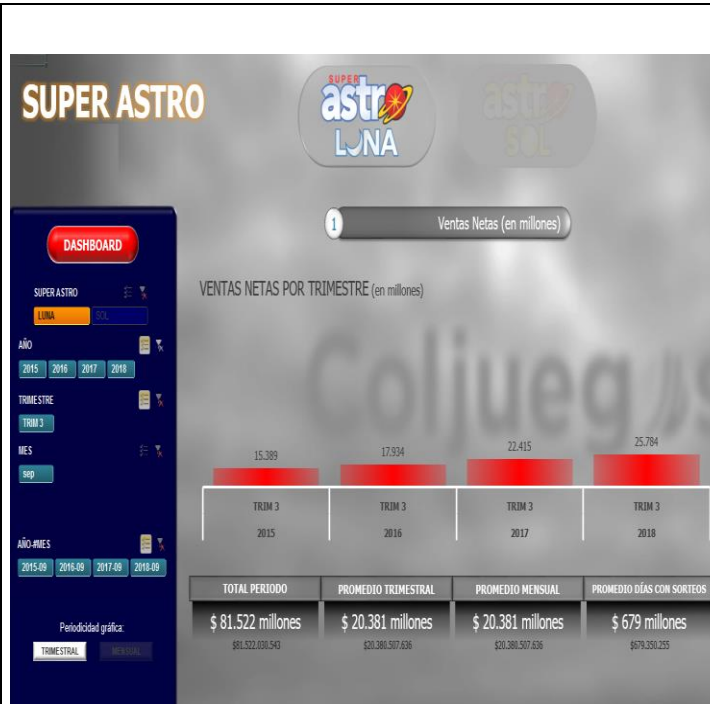 SUPER ASTRO
SUPER
astro
LUNA
astro
SOL
1 Ventas Netas (en millones)
DASHBOARD
SUPER ASTRO
LUNA SOL
AÑO
2015 2016 2017 2018
TRIMESTRE
TRIM 3
MES
sep
AÑO-#MES
2015-09 2016-09 2017-09 2018-09
Periodicidad gráfica:
TRIMESTRAL MENSUAL
VENTAS NETAS POR TRIMESTRE (en millones)
Coljuegos
15.389 17.934 22.415 25.784
TRIM 3 TRIM 3 TRIM 3 TRIM 3
2015 2016 2017 2018
TOTAL PERIODO PROMEDIO TRIMESTRAL PROMEDIO MENSUAL PROMEDIO DÍAS CON SORTEOS
$ 81.522 millones $ 20.381 millones $ 20.381 millones $ 679 millones
$81.522.030.543 $20.380.507.636 $20.380.507.636 $679.350.255